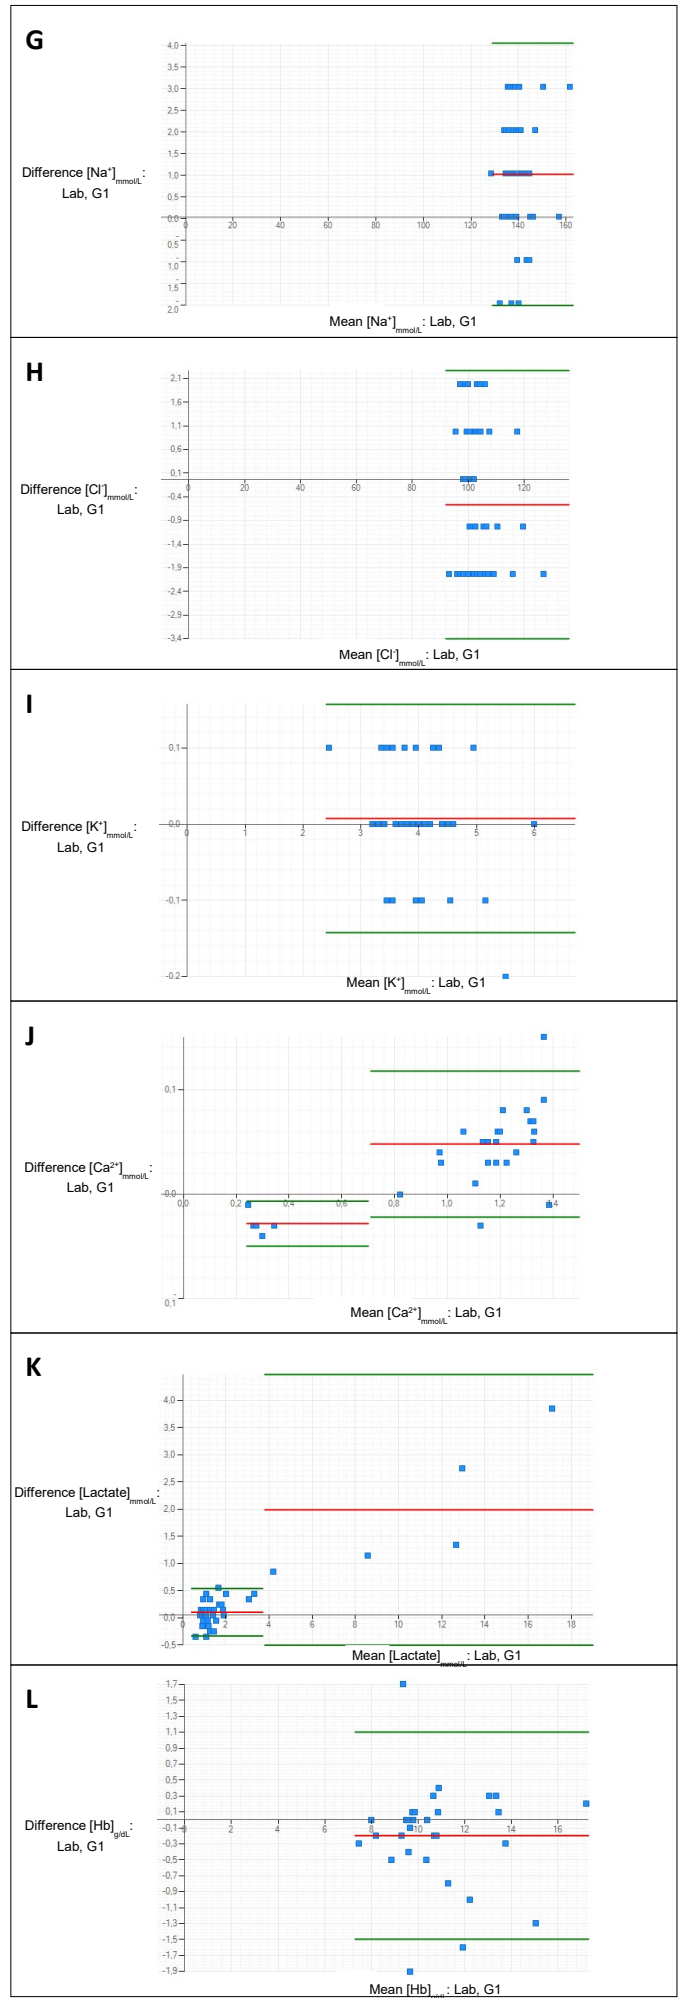 G
4,0
3,5
3,0
2,5
2,0
1,5
1,0
0,5
0,0
0 20 40 60 80 100 120 140 160
0,5
1,0
1,5
2,0
Difference [Na⁺]mmol/L:
Lab, G1
Mean [Na⁺]mmol/L: Lab, G1
H
2,1
1,6
1,1
0,6
0,1
0 20 40 60 80 100 120
-0,4
-0,9
-1,4
-1,9
-2,4
-2,9
-3,4
Difference [Cl⁻]mmol/L:
Lab, G1
Mean [Cl⁻]mmol/L: Lab, G1
I
0,1
0,0
0 1 2 3 4 5 6
-0,1
-0,2
Difference [K⁺]mmol/L:
Lab, G1
Mean [K⁺]mmol/L: Lab, G1
J
0,1
0,0
0,0 0,2 0,4 0,6 0,8 1,0 1,2 1,4
0,1
Difference [Ca²⁺]mmol/L:
Lab, G1
Mean [Ca²⁺]mmol/L: Lab, G1
K
4,0
3,5
3,0
2,5
2,0
1,5
1,0
0,5
0,0
0 2 4 6 8 10 12 14 16 18
-0,5
Difference [Lactate]mmol/L:
Lab, G1
Mean [Lactate]mmol/L: Lab, G1
L
1,7
1,5
1,3
1,1
0,9
0,7
0,5
0,3
0,1
0 2 4 6 8 10 12 14 16
-0,1
-0,3
-0,5
-0,7
-0,9
-1,1
-1,3
-1,5
-1,7
-1,9
Difference [Hb]g/dL:
Lab, G1
Mean [Hb]g/dl: Lab, G1